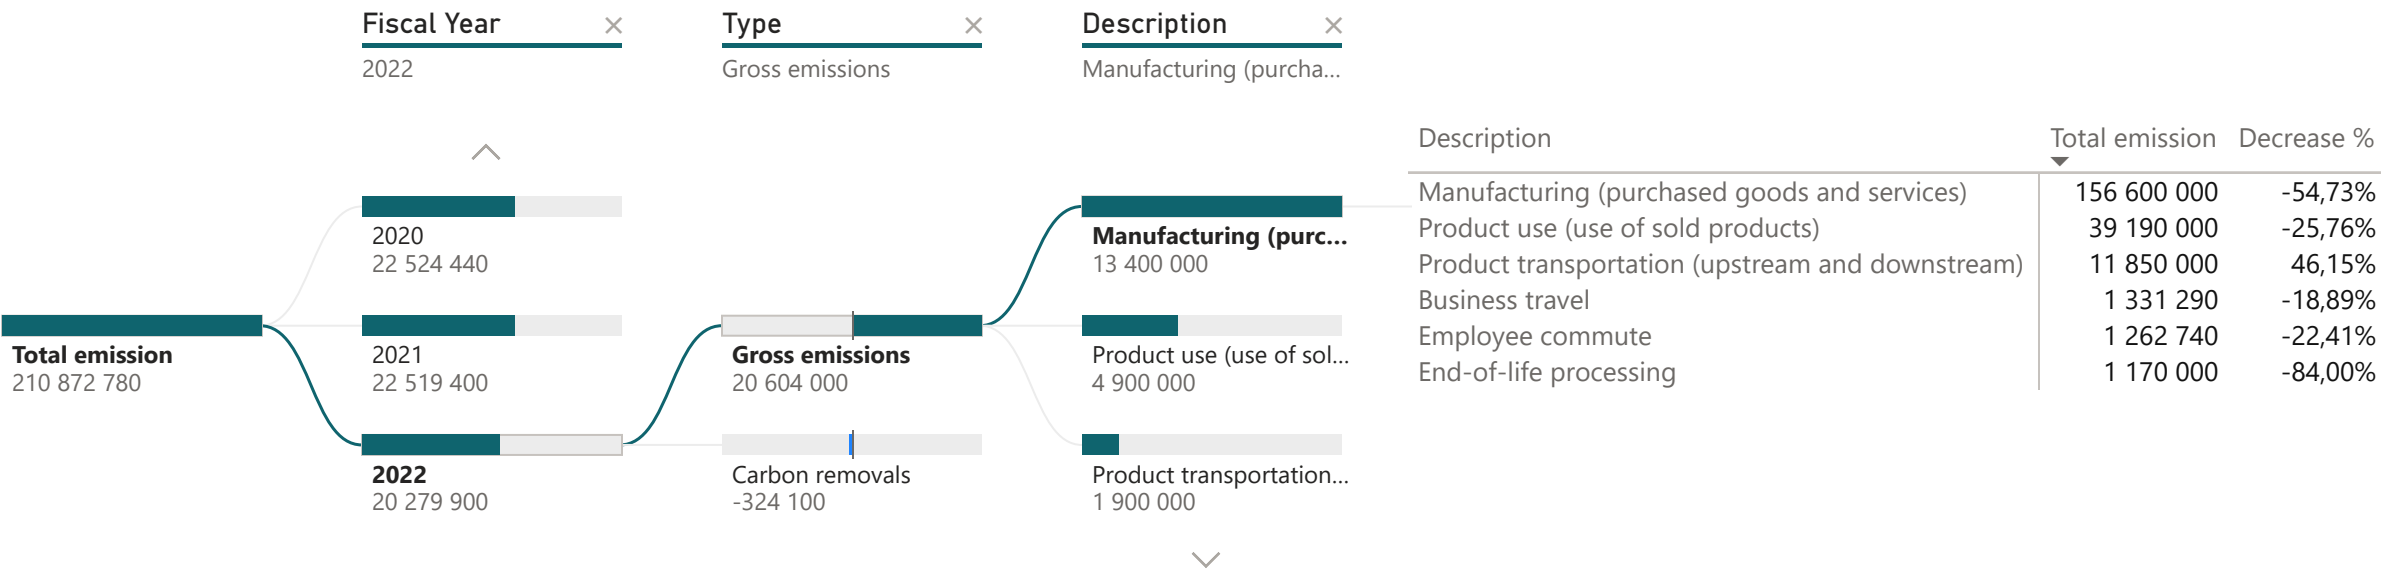 Fiscal Year
2022
Type
Gross emissions
Description
Manufacturing (purcha...
Total emission
210 872 780
2020
22 524 440
2021
22 519 400
2022
20 279 900
Gross emissions
20 604 000
Carbon removals
-324 100
Manufacturing (purc...
13 400 000
Product use (use of sol...
4 900 000
Product transportation...
1 900 000
Description Total emission Decrease %
Manufacturing (purchased goods and services) 156 600 000 -54,73%
Product use (use of sold products) 39 190 000 -25,76%
Product transportation (upstream and downstream) 11 850 000 46,15%
Business travel 1 331 290 -18,89%
Employee commute 1 262 740 -22,41%
End-of-life processing 1 170 000 -84,00%